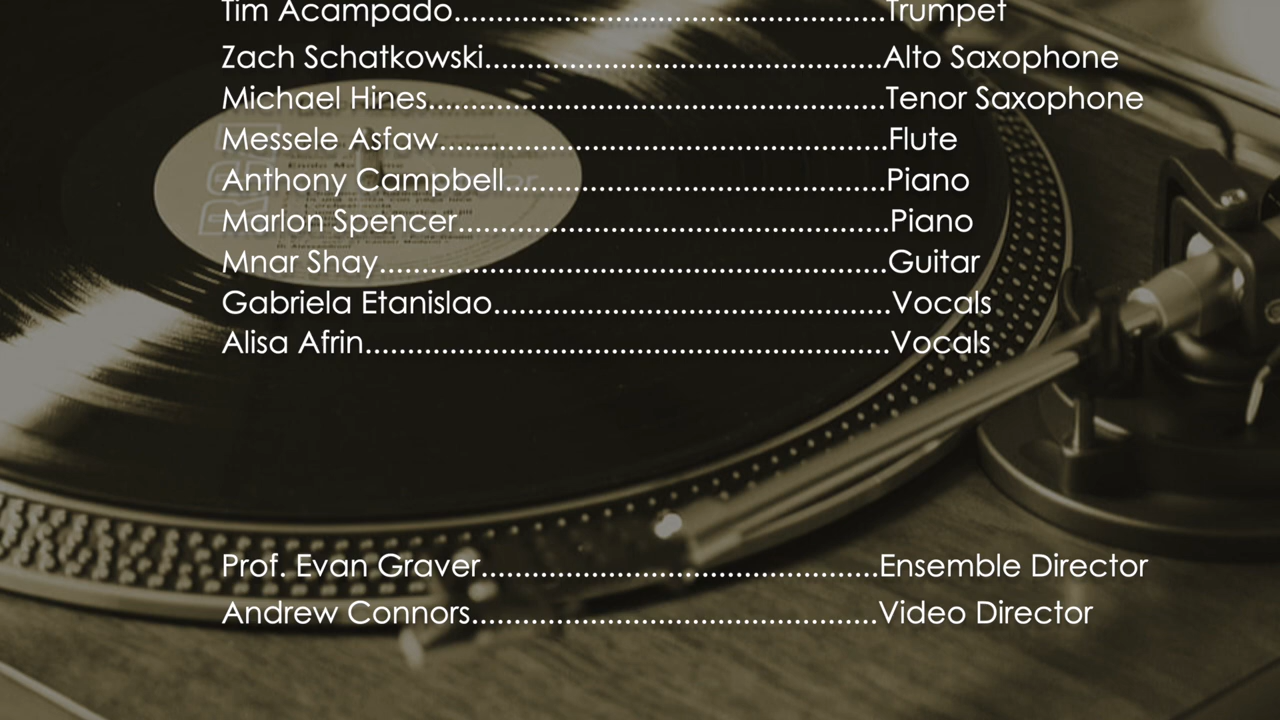 Tim Acampado..................................................Trumpet
Zach Schatkowski..............................................Alto Saxophone
Michael Hines.....................................................Tenor Saxophone
Messele Asfaw....................................................Flute
Anthony Campbell............................................Piano
Marlon Spencer..................................................Piano
Mnar Shay...........................................................Guitar
Gabriela Etanislao..............................................Vocals
Alisa Afrin.............................................................Vocals
Prof. Evan Graver..............................................Ensemble Director
Andrew Connors...............................................Video Director